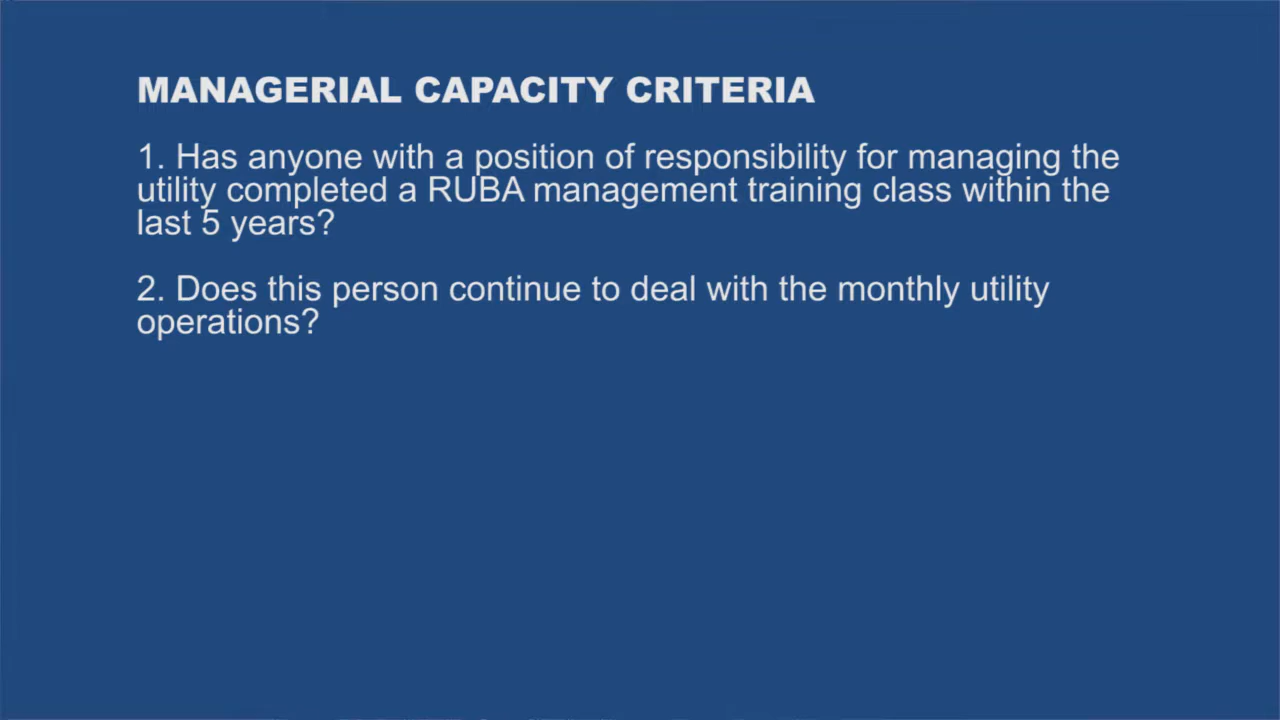 MANAGERIAL CAPACITY CRITERIA
1. Has anyone with a position of responsibility for managing the
utility completed a RUBA management training class within the
last 5 years?
2. Does this person continue to deal with the monthly utility
operations?